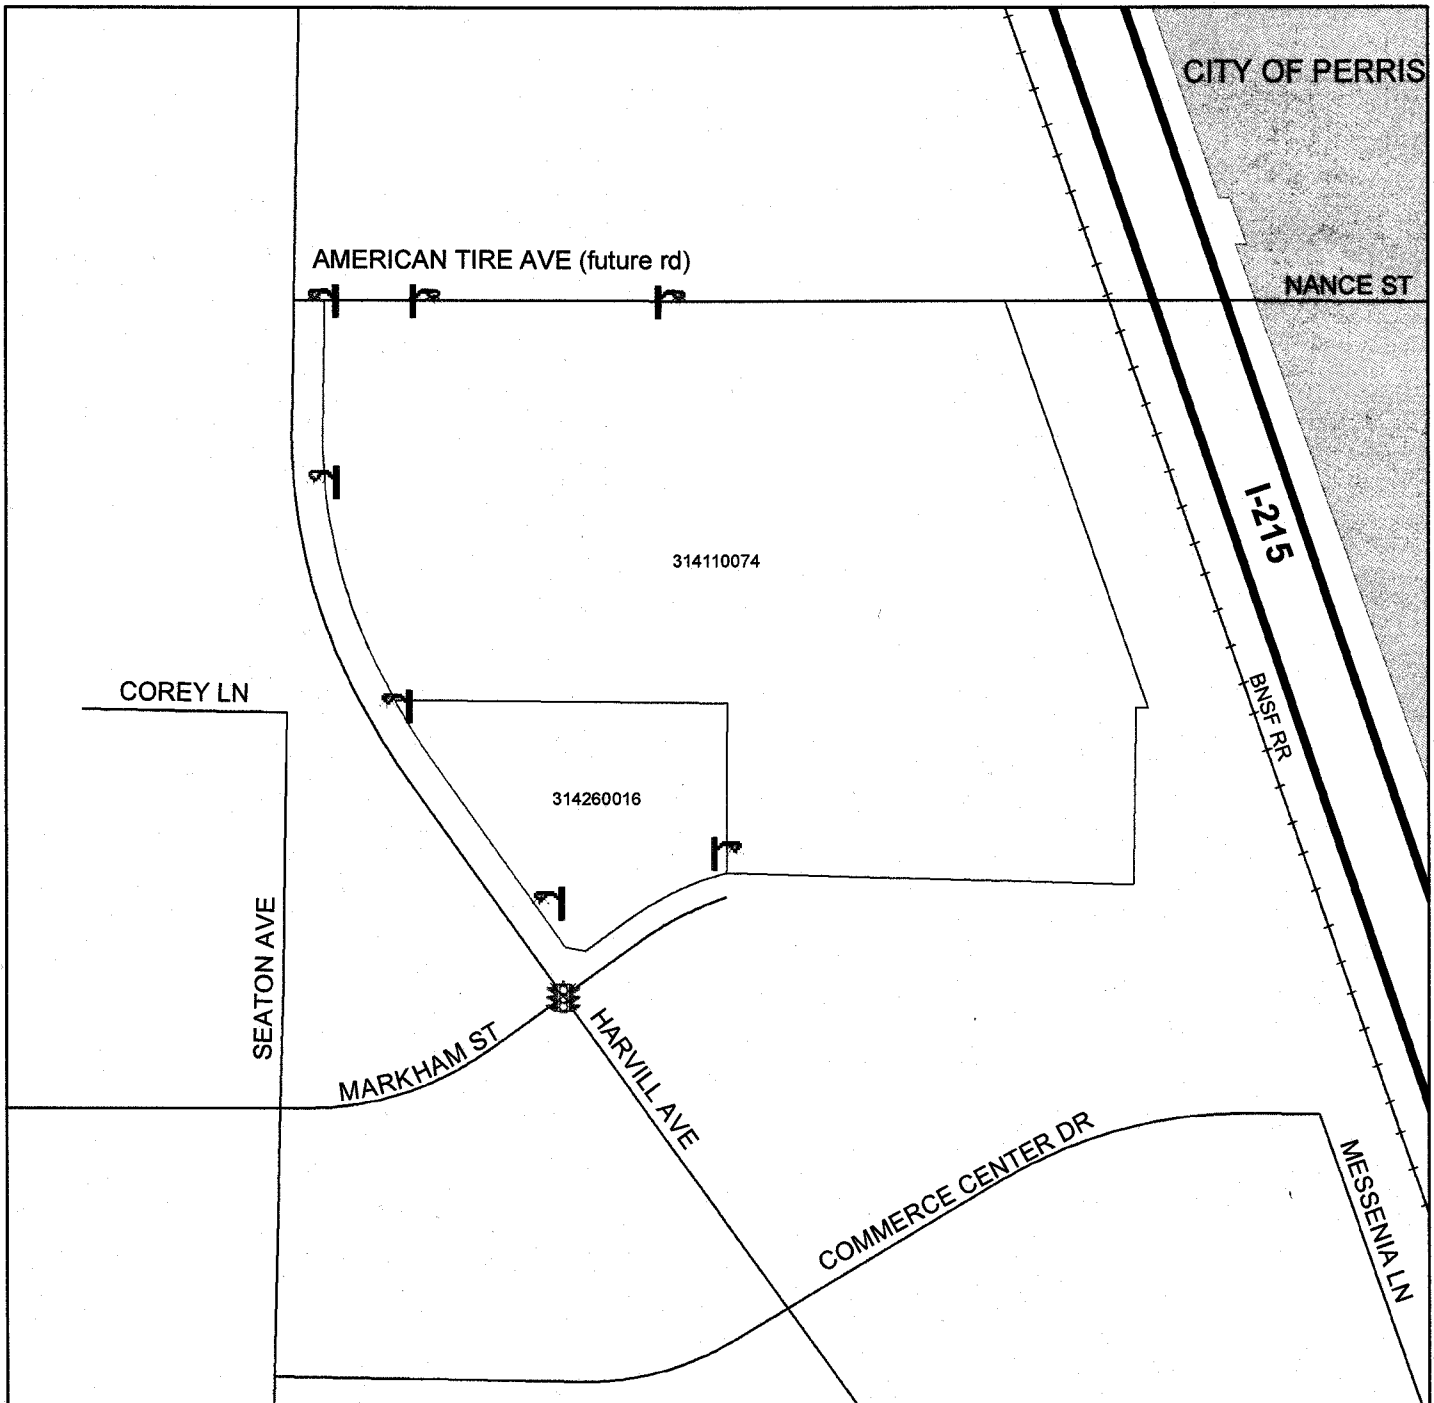 CITY OF PERRIS
AMERICAN TIRE AVE (future rd)
NANCE ST
I-215
314110074
COREY LN
BNSF RR
314260016
SEATON AVE
MARKHAM ST
HARVILL AVE
COMMERCE CENTER DR
MESSENIA LN